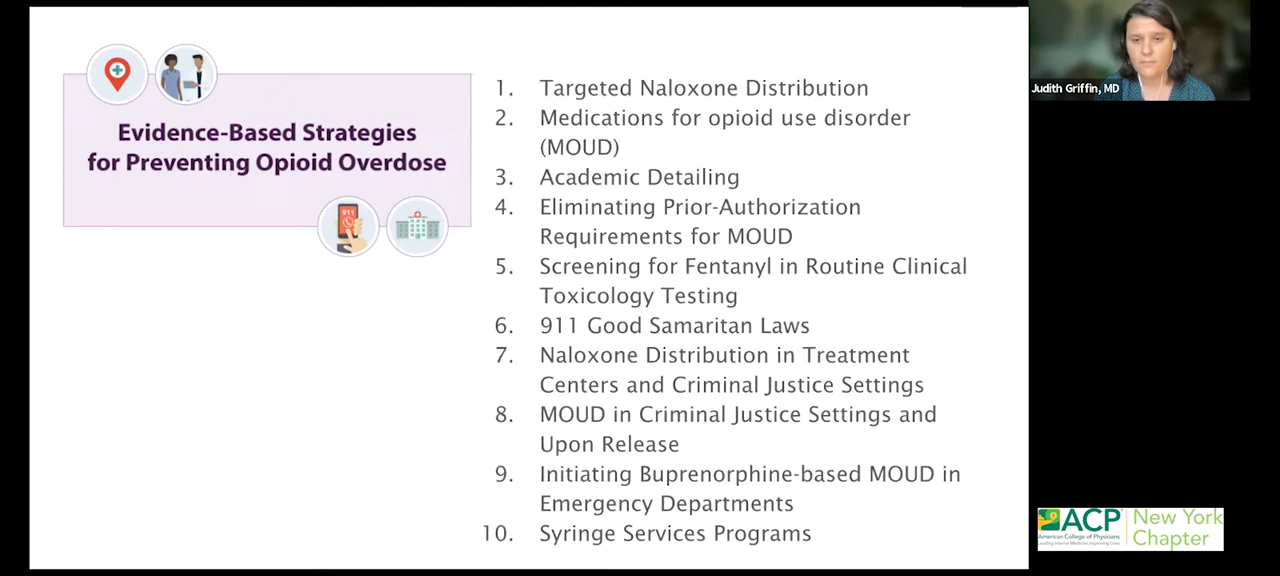 Evidence-Based Strategies
for Preventing Opioid Overdose
911
1. Targeted Naloxone Distribution
2. Medications for opioid use disorder
(MOUD)
3. Academic Detailing
4. Eliminating Prior-Authorization
Requirements for MOUD
5. Screening for Fentanyl in Routine Clinical
Toxicology Testing
6. 911 Good Samaritan Laws
7. Naloxone Distribution in Treatment
Centers and Criminal Justice Settings
8. MOUD in Criminal Justice Settings and
Upon Release
9. Initiating Buprenorphine-based MOUD in
Emergency Departments
10. Syringe Services Programs
Judith Griffin, MD
ACP
American College of Physicians
Leading Internal Medicine, Improving Lives
New York
Chapter